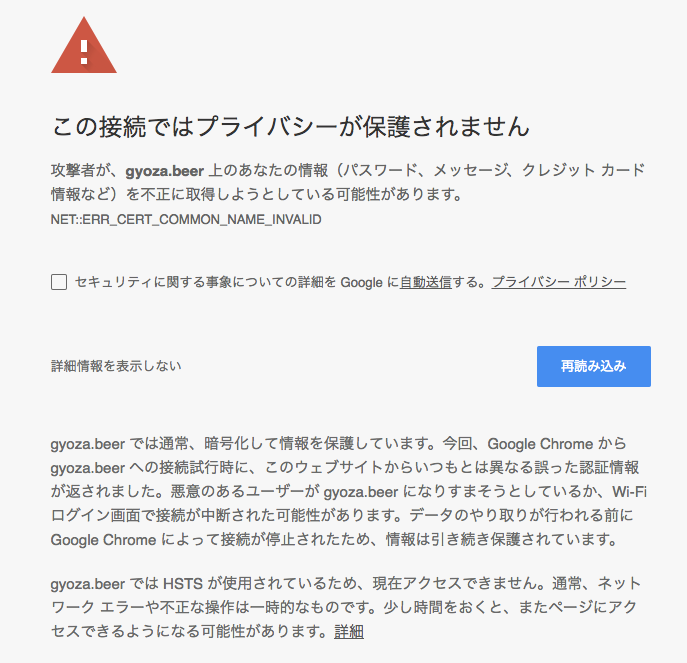 この接続ではプライバシーが保護されません
攻撃者が、gyoza.beer 上のあなたの情報（パスワード、メッセージ、クレジット カード
情報など）を不正に取得しようとしている可能性があります。
NET::ERR_CERT_COMMON_NAME_INVALID
セキュリティに関する事象についての詳細を Google に自動送信する。プライバシー ポリシー
詳細情報を表示しない
再読み込み
gyoza.beer では通常、暗号化して情報を保護しています。今回、Google Chrome から
gyoza.beer への接続試行時に、このウェブサイトからいつもとは異なる誤った認証情報
が返されました。悪意のあるユーザーが gyoza.beer になりすまそうとしているか、Wi-Fi
ログイン画面で接続が中断された可能性があります。データのやり取りが行われる前に
Google Chrome によって接続が停止されたため、情報は引き続き保護されています。
gyoza.beer では HSTS が使用されているため、現在アクセスできません。通常、ネット
ワーク エラーや不正な操作は一時的なものです。少し時間をおくと、またページにアク
セスできるようになる可能性があります。詳細